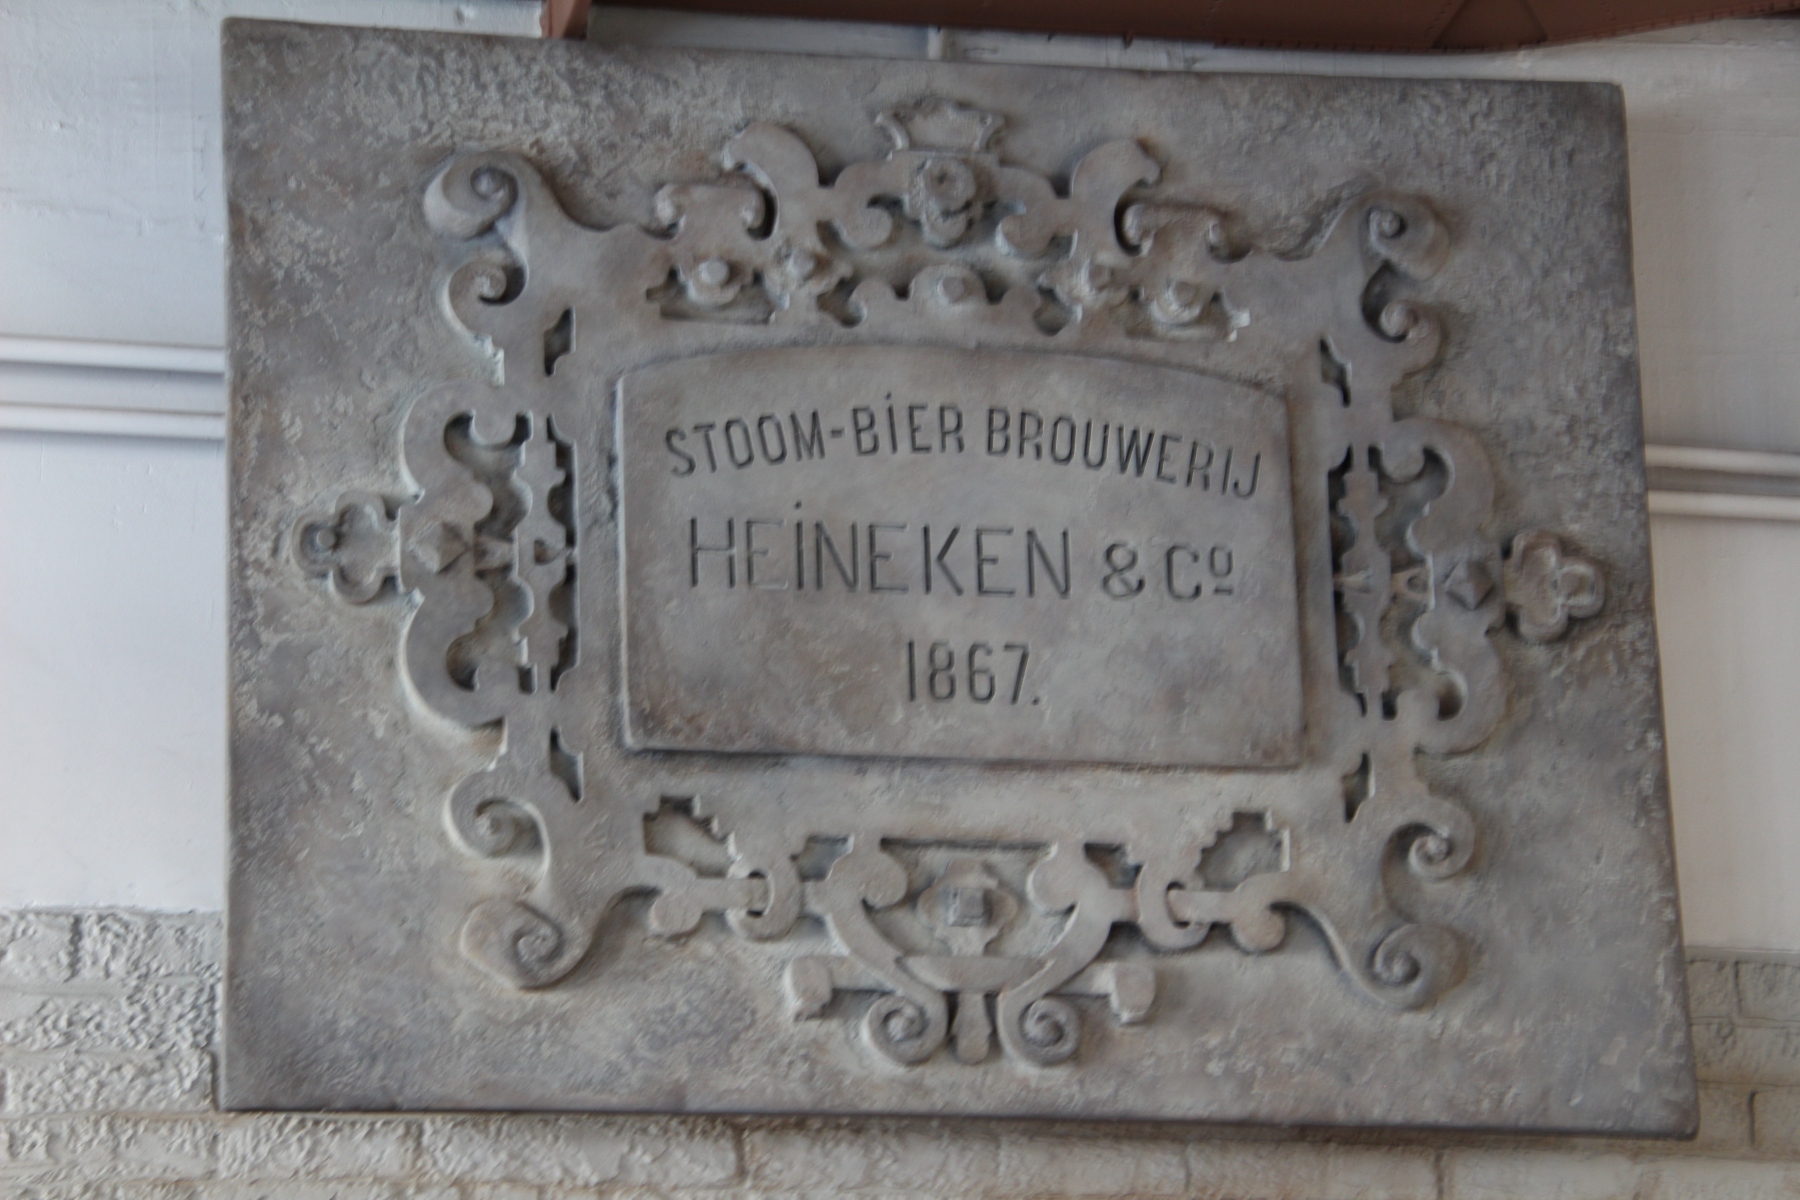 STOOM-BIER BROUWERIJ
HEINEKEN & Cº
1867.